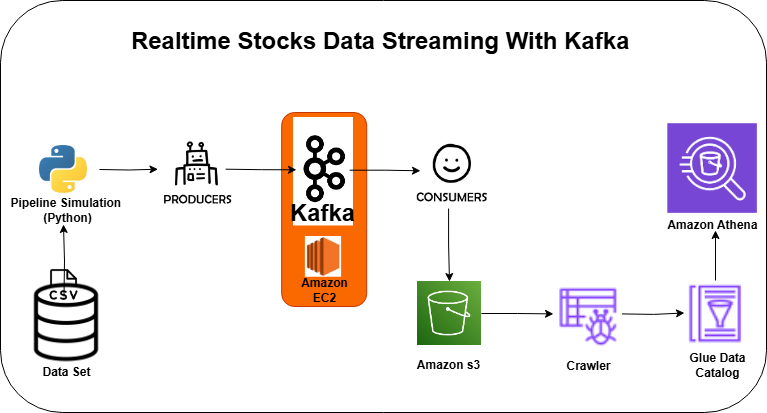 Realtime Stocks Data Streaming With Kafka
Pipeline Simulation
(Python)
PRODUCERS
Kafka
Amazon
EC2
CONSUMERS
Amazon Athena
CSV
Data Set
Amazon s3
Crawler
Glue Data
Catalog